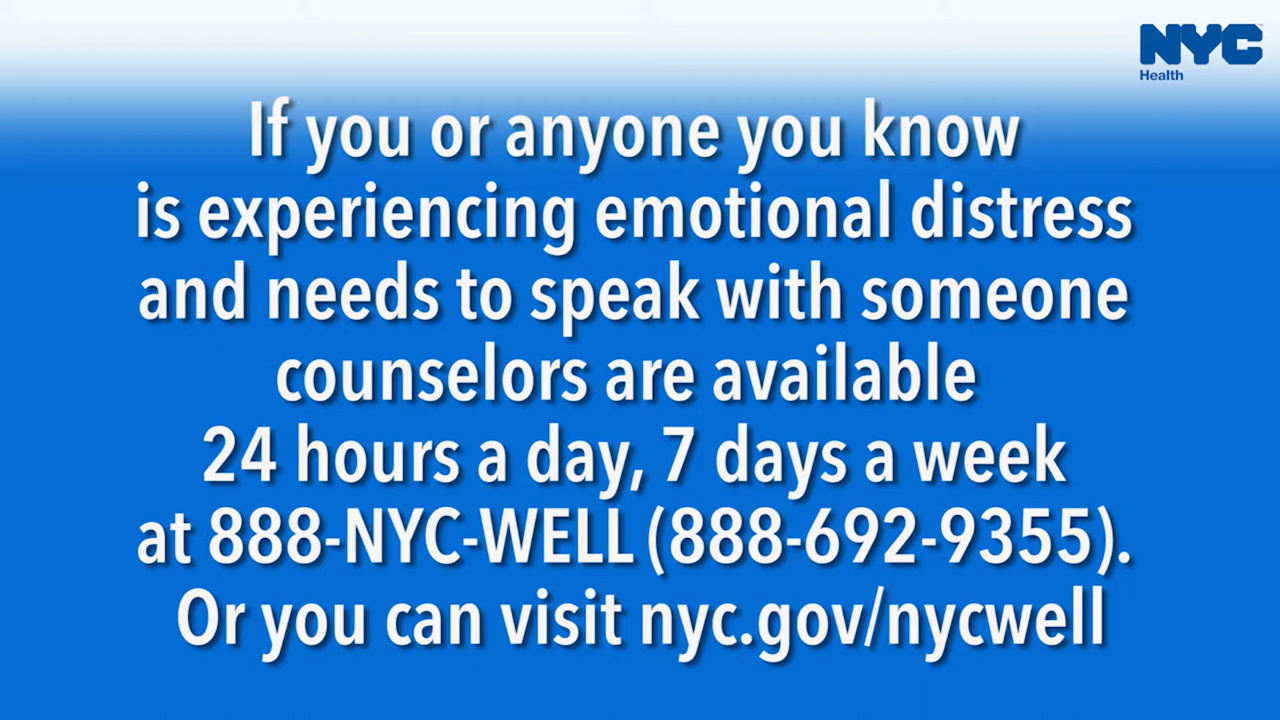 NYC
Health
If you or anyone you know
is experiencing emotional distress
and needs to speak with someone
counselors are available
24 hours a day, 7 days a week
at 888-NYC-WELL (888-692-9355).
Or you can visit nyc.gov/nycwell